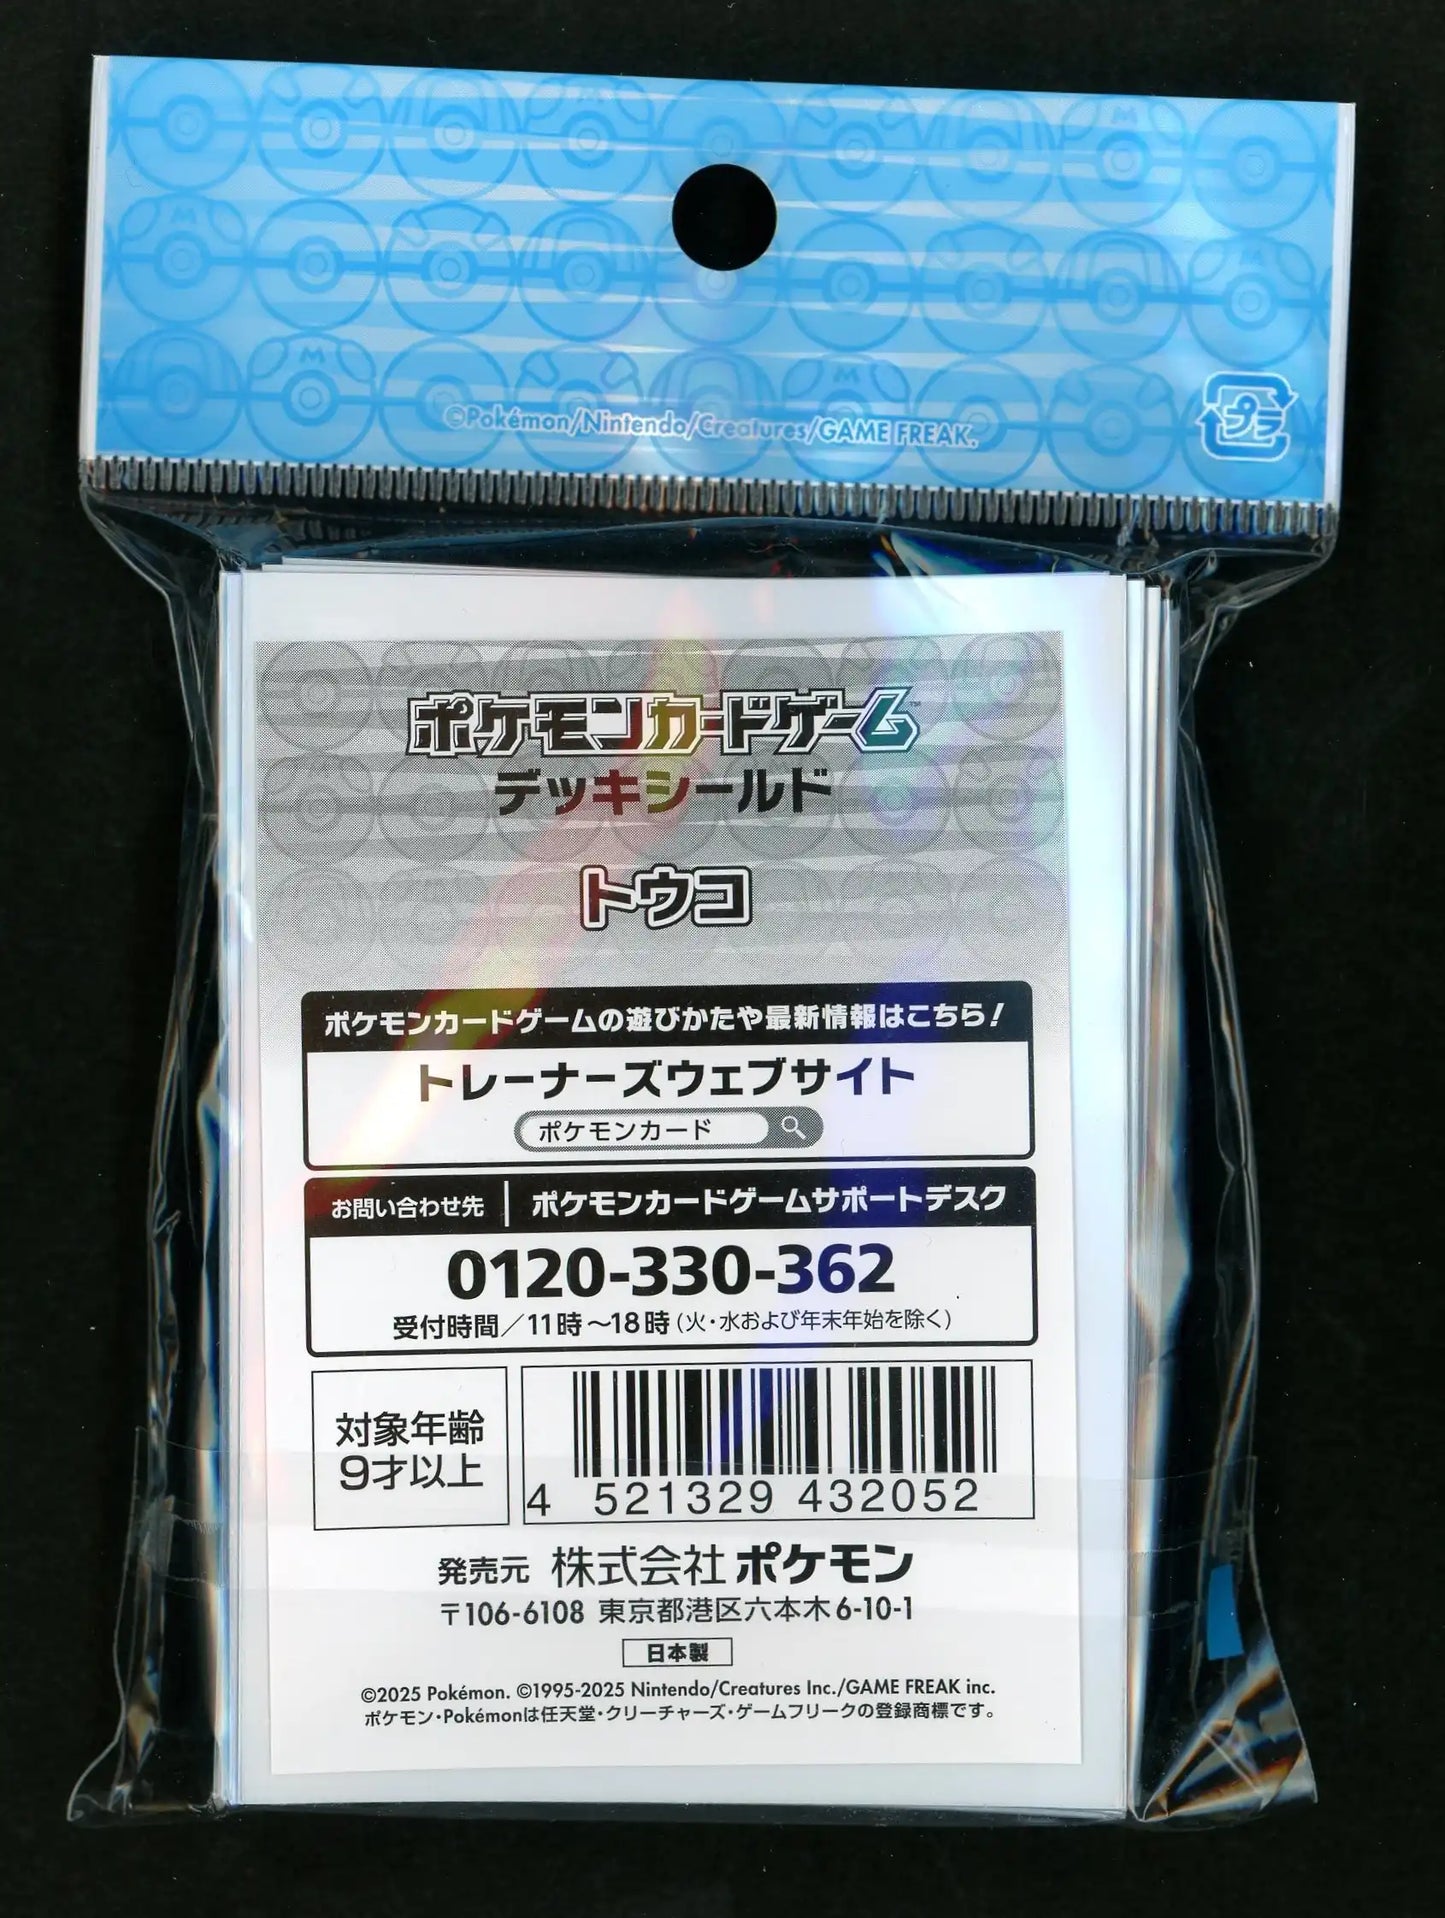 ©Pokémon/Nintendo/Creatures/GAME FREAK.
プラ
ポケモンカードゲーム™
デッキシールド
トウコ
ポケモンカードゲームの遊びかたや最新情報はこちら!
トレーナーズウェブサイト
ポケモンカード
お問い合わせ先 | ポケモンカードゲームサポートデスク
0120-330-362
受付時間/11時~18時(火・水および年末年始を除く)
対象年齢
9才以上
4 521329 432052
発売元 株式会社ポケモン
〒106-6108 東京都港区六本木6-10-1
日本製
©2025 Pokémon. ©1995-2025 Nintendo/Creatures Inc./GAME FREAK inc.
ポケモン・Pokémonは任天堂・クリーチャーズ・ゲームフリークの登録商標です。